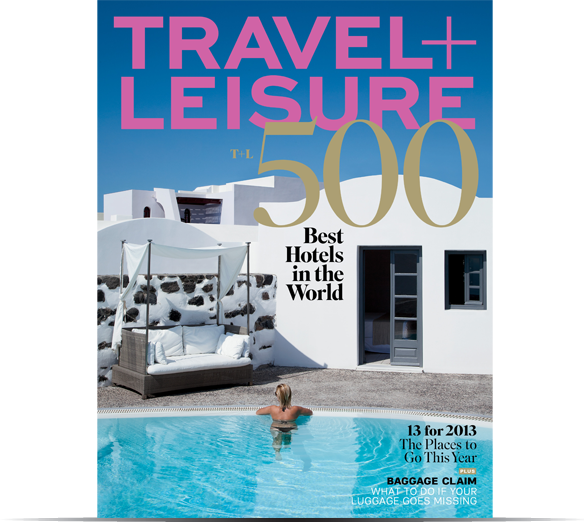 TRAVEL+
LEISURE
T+L 500
Best
Hotels
in the
World
13 for 2013
The Places to
Go This Year
PLUS
BAGGAGE CLAIM
WHAT TO DO IF YOUR
LUGGAGE GOES MISSING